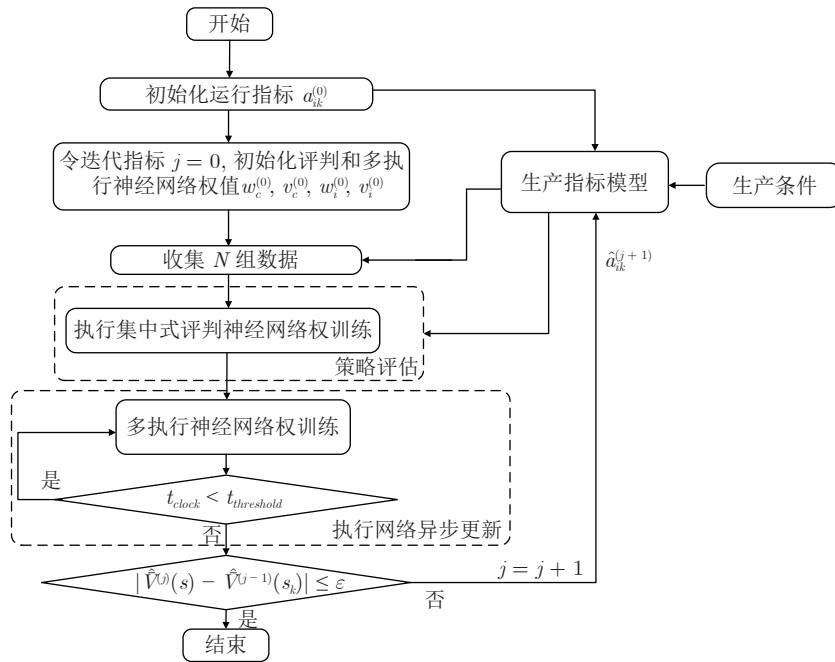 开始
初始化运行指标 $a_{ik}^{(0)}$
令迭代指标 $j = 0$, 初始化评判和多执
行神经网络权值$w_c^{(0)}$, $v_c^{(0)}$, $w_i^{(0)}$, $v_i^{(0)}$
生产指标模型
生产条件
收集 $N$ 组数据
$\hat{a}_{ik}^{(j+1)}$
执行集中式评判神经网络权训练
策略评估
多执行神经网络权训练
是
$t_{clock} < t_{threshold}$
执行网络异步更新
否
$|\hat{V}^{(j)}(s) - \hat{V}^{(j-1)}(s_k)| \leq \varepsilon$
$j = j + 1$
否
是
结束